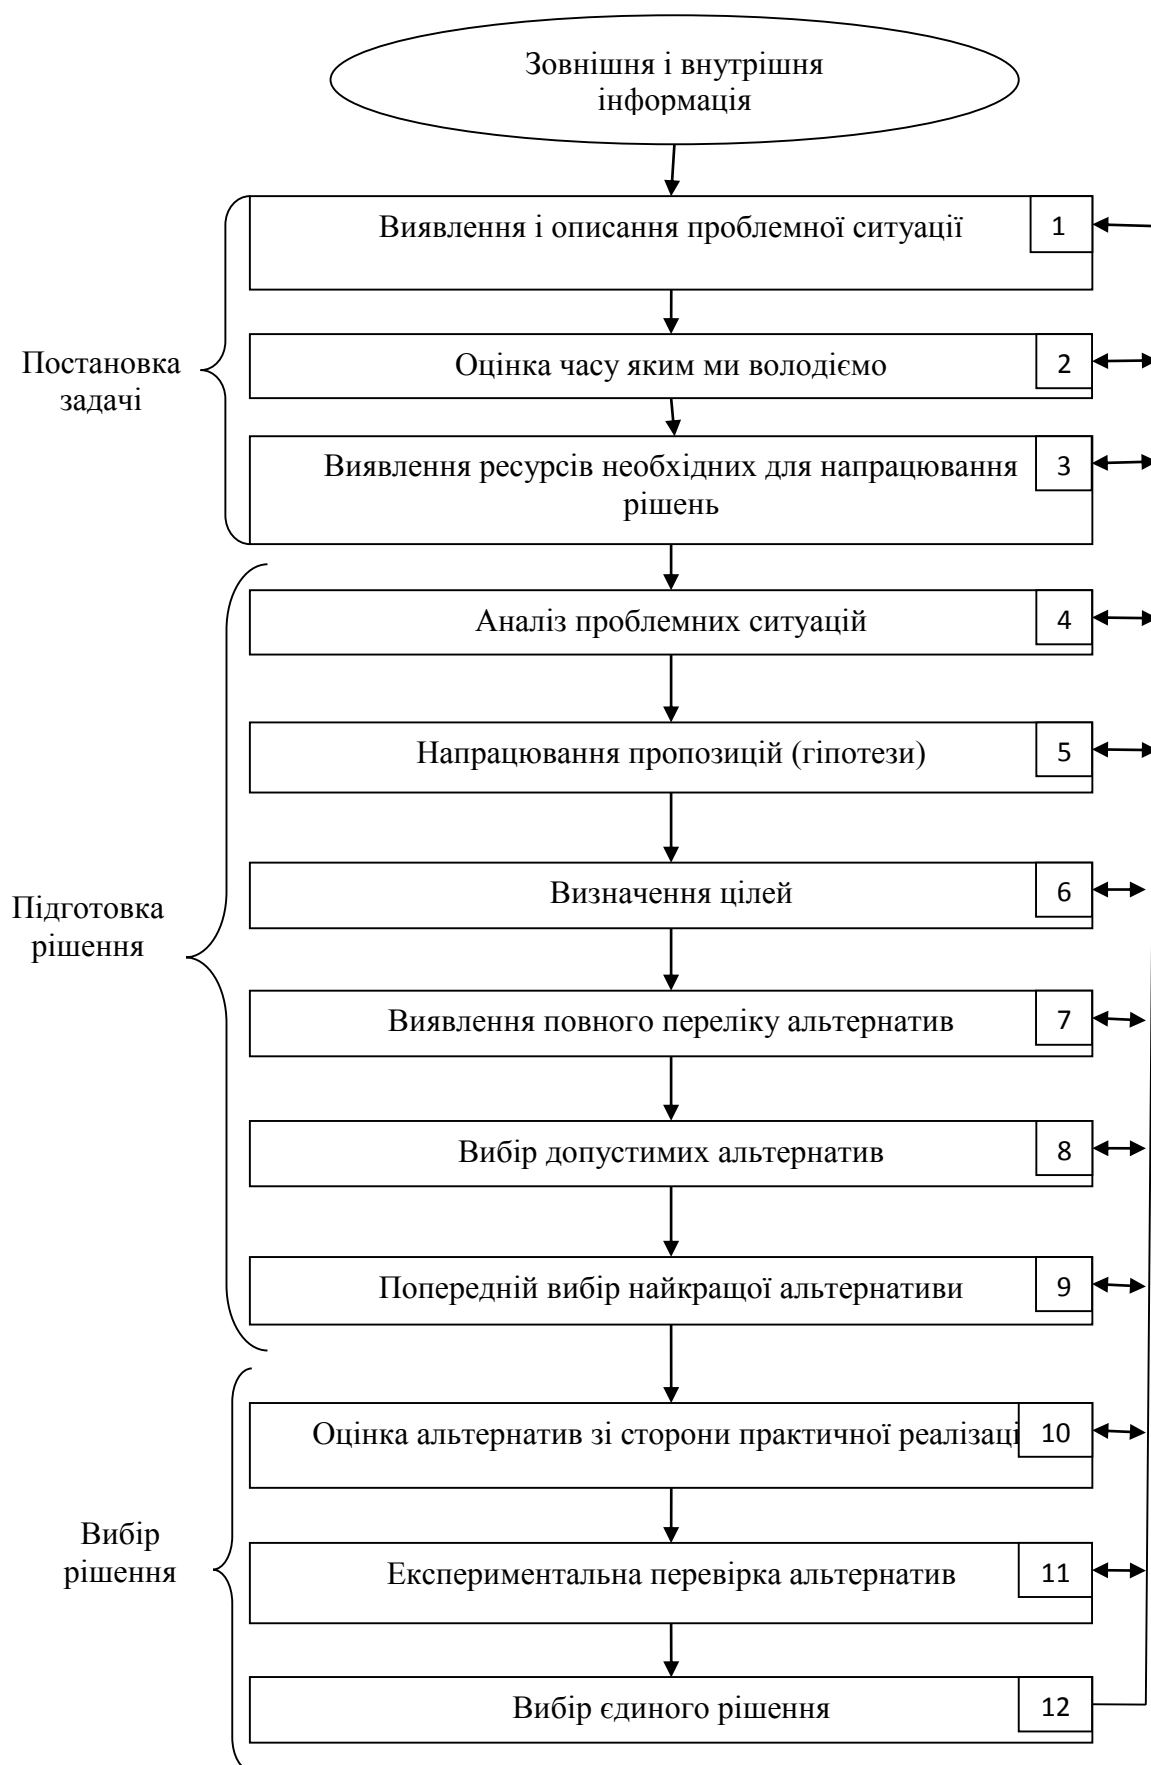 Зовнішня і внутрішня
інформація
Виявлення і описання проблемної ситуації
1
Постановка
задачі
Оцінка часу яким ми володіємо
2
Виявлення ресурсів необхідних для напрацювання
рішень
3
Аналіз проблемних ситуацій
4
Напрацювання пропозицій (гіпотези)
5
Підготовка
рішення
Визначення цілей
6
Виявлення повного переліку альтернатив
7
Вибір допустимих альтернатив
8
Попередній вибір найкращої альтернативи
9
Оцінка альтернатив зі сторони практичної реалізаці
10
Вибір
рішення
Експериментальна перевірка альтернатив
11
Вибір єдиного рішення
12